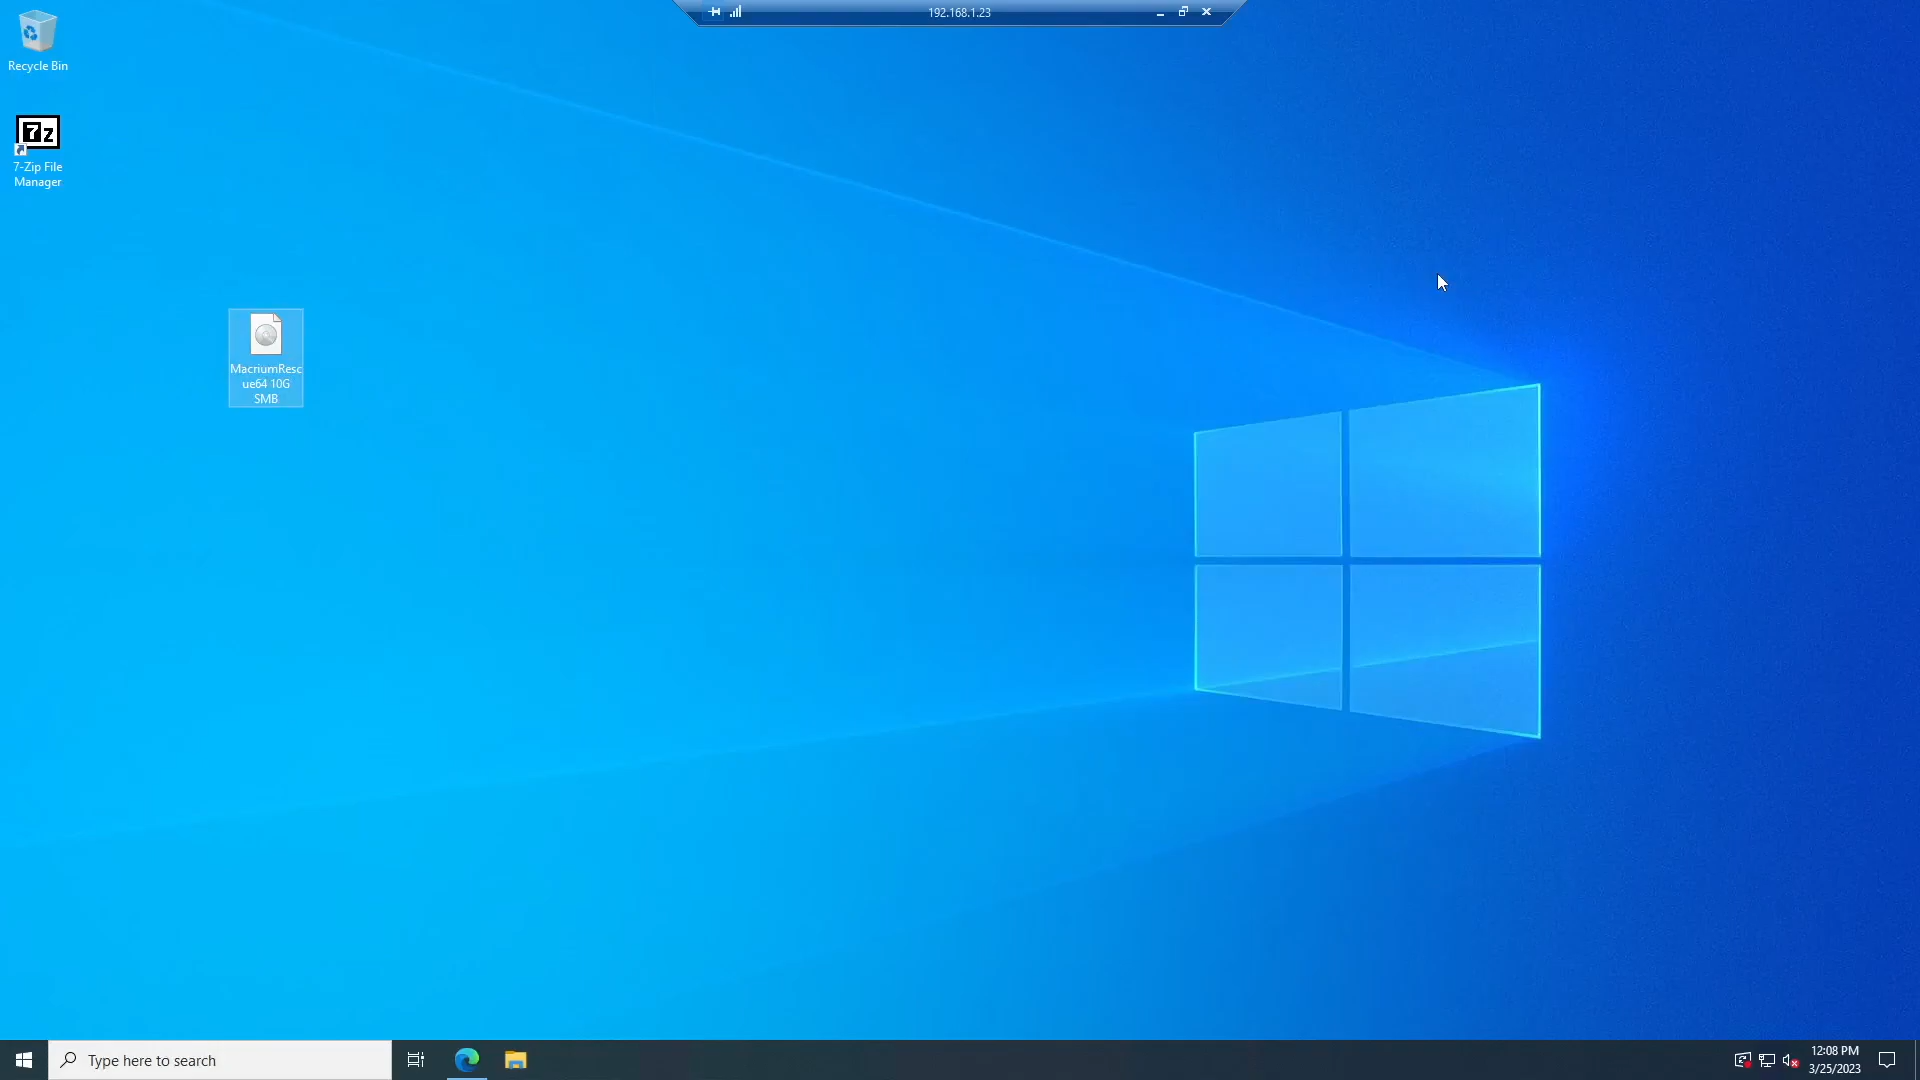 192.168.1.23
Recycle Bin
7z
7-Zip File
Manager
MacriumResc
ue64 10G
SMB
Type here to search
12:08 PM
3/25/2023